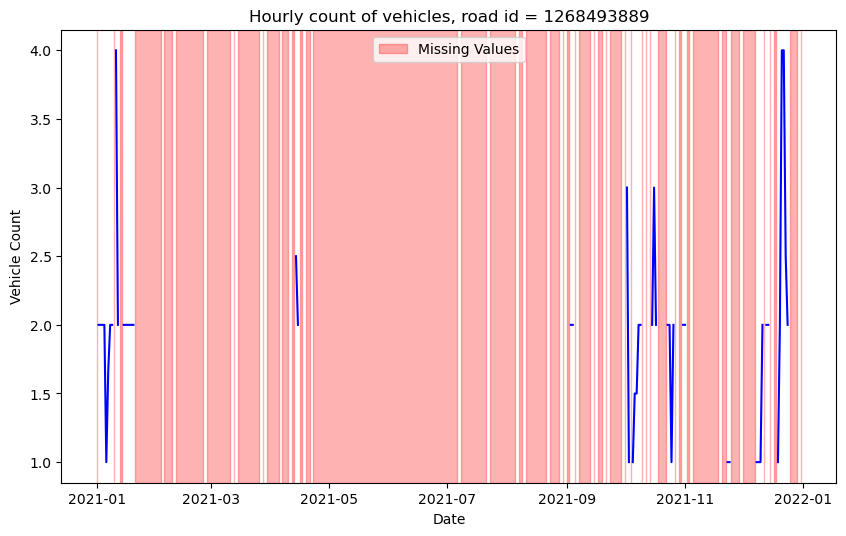 Hourly count of vehicles, road id = 1268493889
Missing Values
4.0
3.5
3.0
2.5
2.0
1.5
1.0
Vehicle Count
2021-01 2021-03 2021-05 2021-07 2021-09 2021-11 2022-01
Date